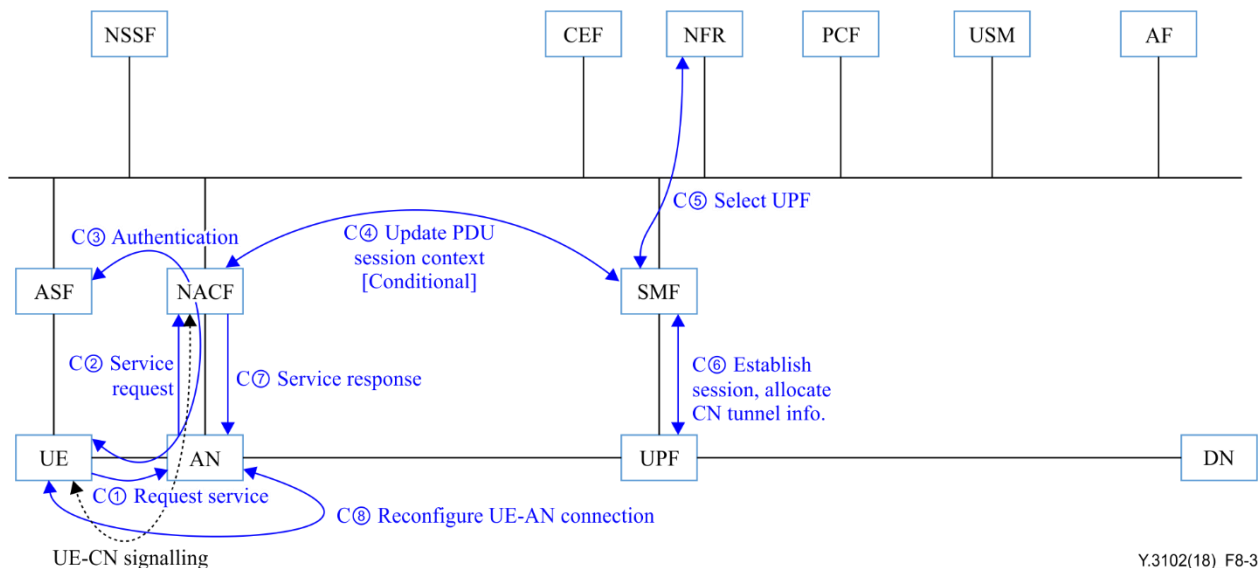 NSSF
CEF
NFR
PCF
USM
AF
C⑤ Select UPF
C③ Authentication
C④ Update PDU
session context
[Conditional]
ASF
NACF
SMF
C② Service
request
C⑦ Service response
C⑥ Establish
session, allocate
CN tunnel info.
UE
AN
UPF
DN
C① Request service
C⑧ Reconfigure UE-AN connection
UE-CN signalling
Y.3102(18)_F8-3